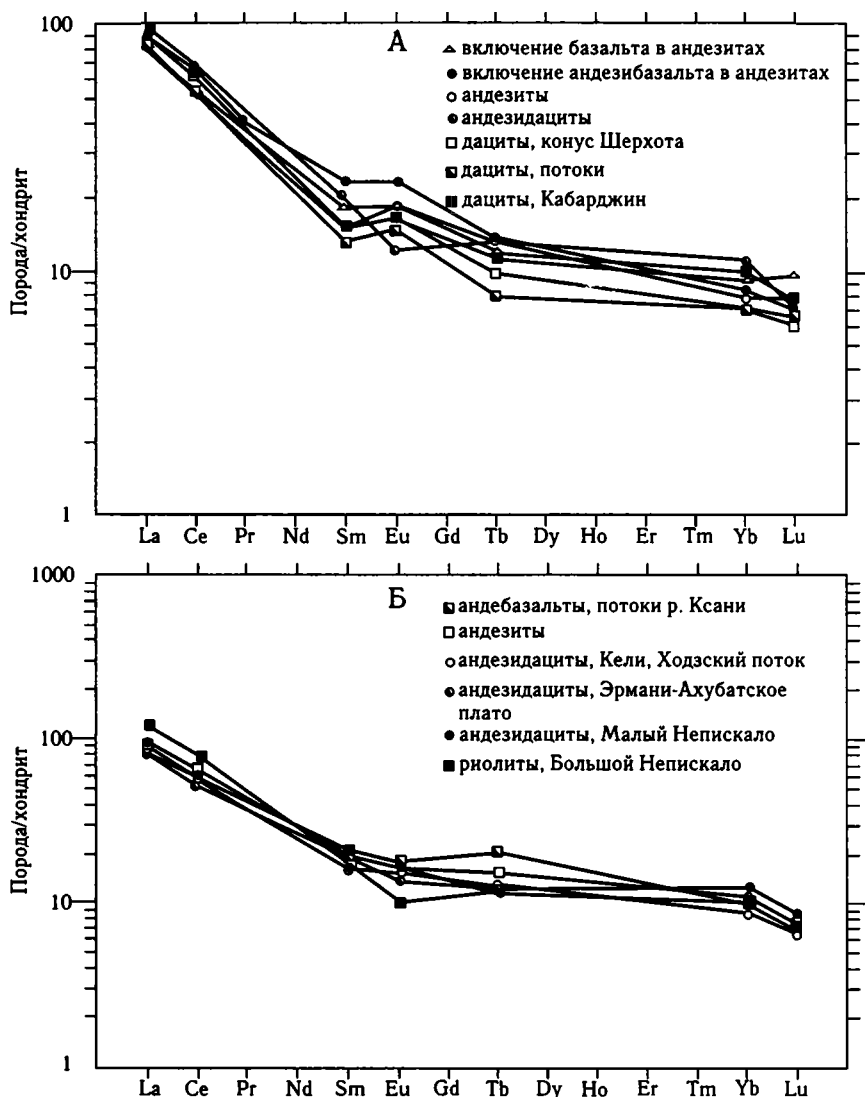 А
100
10
1
Порода/хондрит
включение базальта в андезитах
включение андезибазальта в андезитах
андезиты
андезидациты
дациты, конус Шерхота
дациты, потоки
дациты, Кабарджин
La Ce Pr Nd Sm Eu Gd Tb Dy Ho Er Tm Yb Lu
Б
1000
100
10
1
Порода/хондрит
андебазальты, потоки р. Ксани
андезиты
андезидациты, Кели, Ходзский поток
андезидациты, Эрмани-Ахубатское
плато
андезидациты, Малый Непискало
риолиты, Большой Непискало
La Ce Pr Nd Sm Eu Gd Tb Dy Ho Er Tm Yb Lu